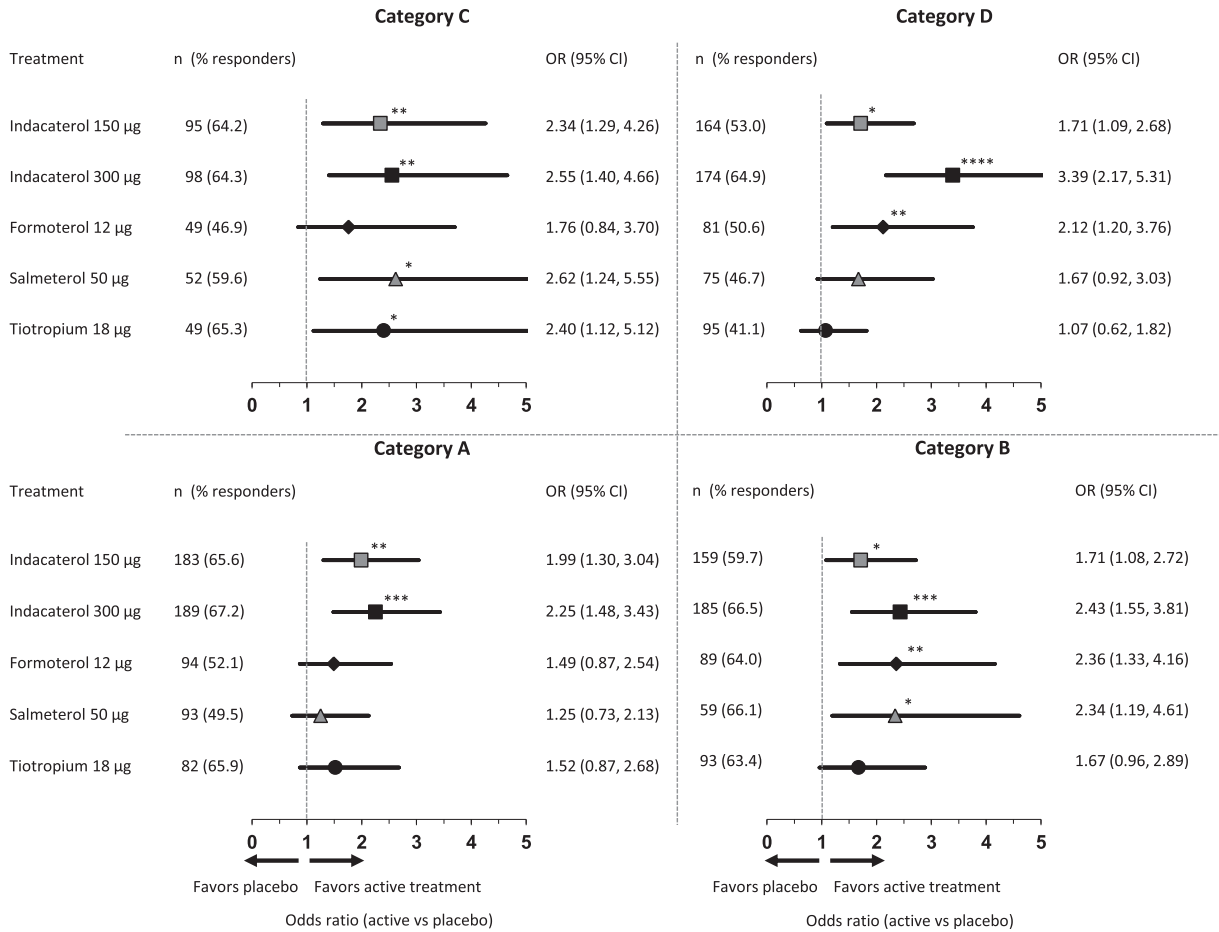 Category C
Category D
Treatment n (% responders) OR (95% CI) n (% responders) OR (95% CI)
Indacaterol 150 µg 95 (64.2) ** 2.34 (1.29, 4.26) 164 (53.0) * 1.71 (1.09, 2.68)
Indacaterol 300 µg 98 (64.3) ** 2.55 (1.40, 4.66) 174 (64.9) **** 3.39 (2.17, 5.31)
Formoterol 12 µg 49 (46.9) 1.76 (0.84, 3.70) 81 (50.6) ** 2.12 (1.20, 3.76)
Salmeterol 50 µg 52 (59.6) * 2.62 (1.24, 5.55) 75 (46.7) 1.67 (0.92, 3.03)
Tiotropium 18 µg 49 (65.3) * 2.40 (1.12, 5.12) 95 (41.1) 1.07 (0.62, 1.82)
0 1 2 3 4 5 0 1 2 3 4 5
Category A
Category B
Treatment n (% responders) OR (95% CI) n (% responders) OR (95% CI)
Indacaterol 150 µg 183 (65.6) ** 1.99 (1.30, 3.04) 159 (59.7) * 1.71 (1.08, 2.72)
Indacaterol 300 µg 189 (67.2) *** 2.25 (1.48, 3.43) 185 (66.5) *** 2.43 (1.55, 3.81)
Formoterol 12 µg 94 (52.1) 1.49 (0.87, 2.54) 89 (64.0) ** 2.36 (1.33, 4.16)
Salmeterol 50 µg 93 (49.5) 1.25 (0.73, 2.13) 59 (66.1) * 2.34 (1.19, 4.61)
Tiotropium 18 µg 82 (65.9) 1.52 (0.87, 2.68) 93 (63.4) 1.67 (0.96, 2.89)
0 1 2 3 4 5 0 1 2 3 4 5
Favors placebo Favors active treatment Favors placebo Favors active treatment
Odds ratio (active vs placebo) Odds ratio (active vs placebo)